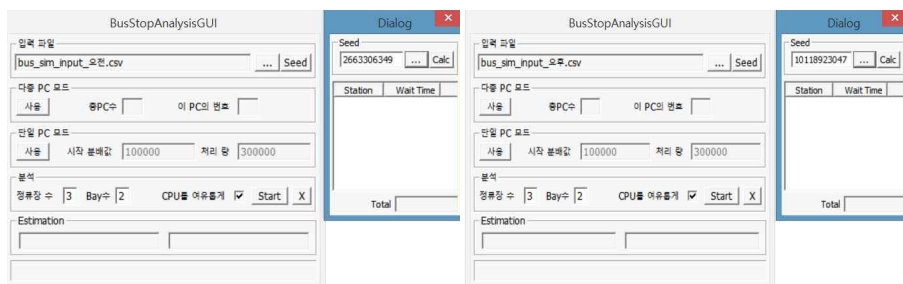 BusStopAnalysisGUI
입력 파일
bus_sim_input_오전.csv ... Seed
다중 PC 모드
사용 총PC수 이 PC의 번호
단일 PC 모드
사용 시작 분배값 100000 처리 량 300000
분석
정류장 수 3 Bay수 2 CPU를 여유롭게 Start X
Estimation
Dialog ×
Seed
2663306349 ... Calc
Station Wait Time
Total
BusStopAnalysisGUI
입력 파일
bus_sim_input_오후.csv ... Seed
다중 PC 모드
사용 총PC수 이 PC의 번호
단일 PC 모드
사용 시작 분배값 100000 처리 량 300000
분석
정류장 수 3 Bay수 2 CPU를 여유롭게 Start X
Estimation
Dialog ×
Seed
10118923047 ... Calc
Station Wait Time
Total